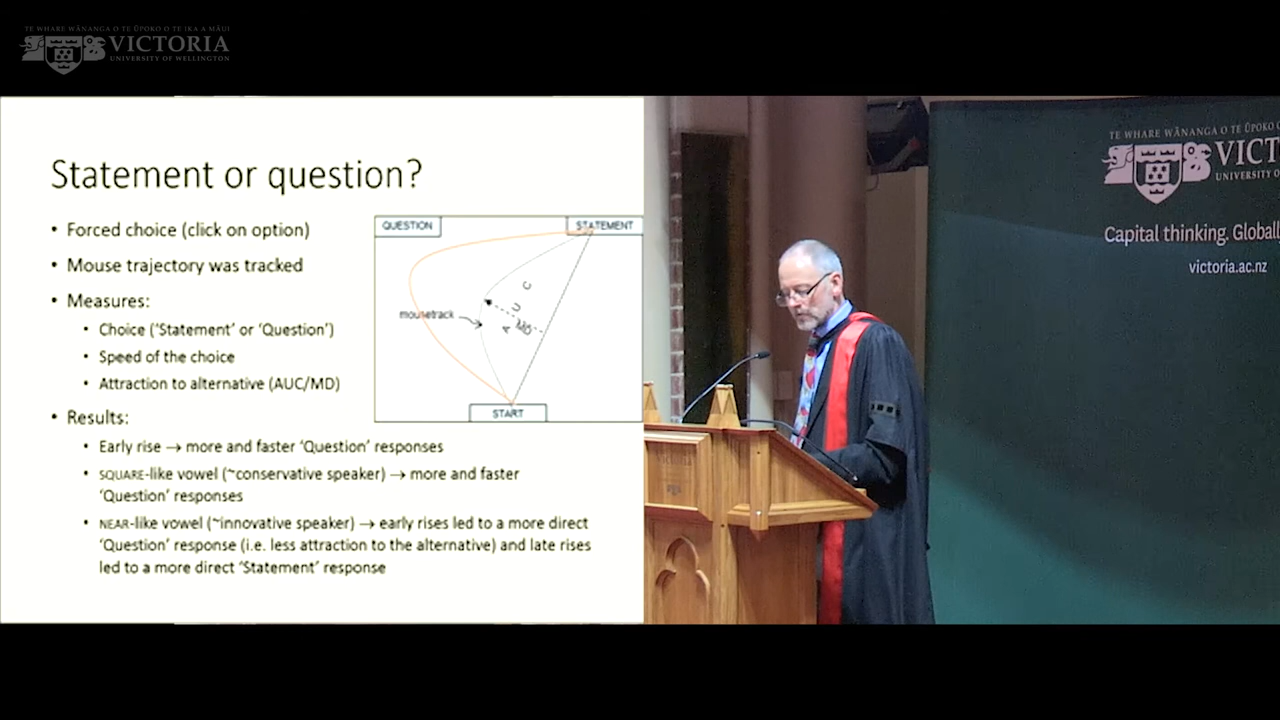 TE WHARE WĀNANGA O TE ŪPOKO O TE IKA A MĀUI
VICTORIA
UNIVERSITY OF WELLINGTON
Statement or question?
• Forced choice (click on option)
• Mouse trajectory was tracked
• Measures:
• Choice ('Statement' or 'Question')
• Speed of the choice
• Attraction to alternative (AUC/MD)
• Results:
• Early rise → more and faster 'Question' responses
• SQUARE-like vowel (~conservative speaker) → more and faster
'Question' responses
• NEAR-like vowel (~innovative speaker) → early rises led to a more direct
'Question' response (i.e. less attraction to the alternative) and late rises
led to a more direct 'Statement' response
QUESTION
STATEMENT
A U C
MD
mousetrack
START
TE WHARE WĀNANGA O TE ŪPOKO O
VICT
UNIVERSITY O
Capital thinking. Globall
victoria.ac.nz